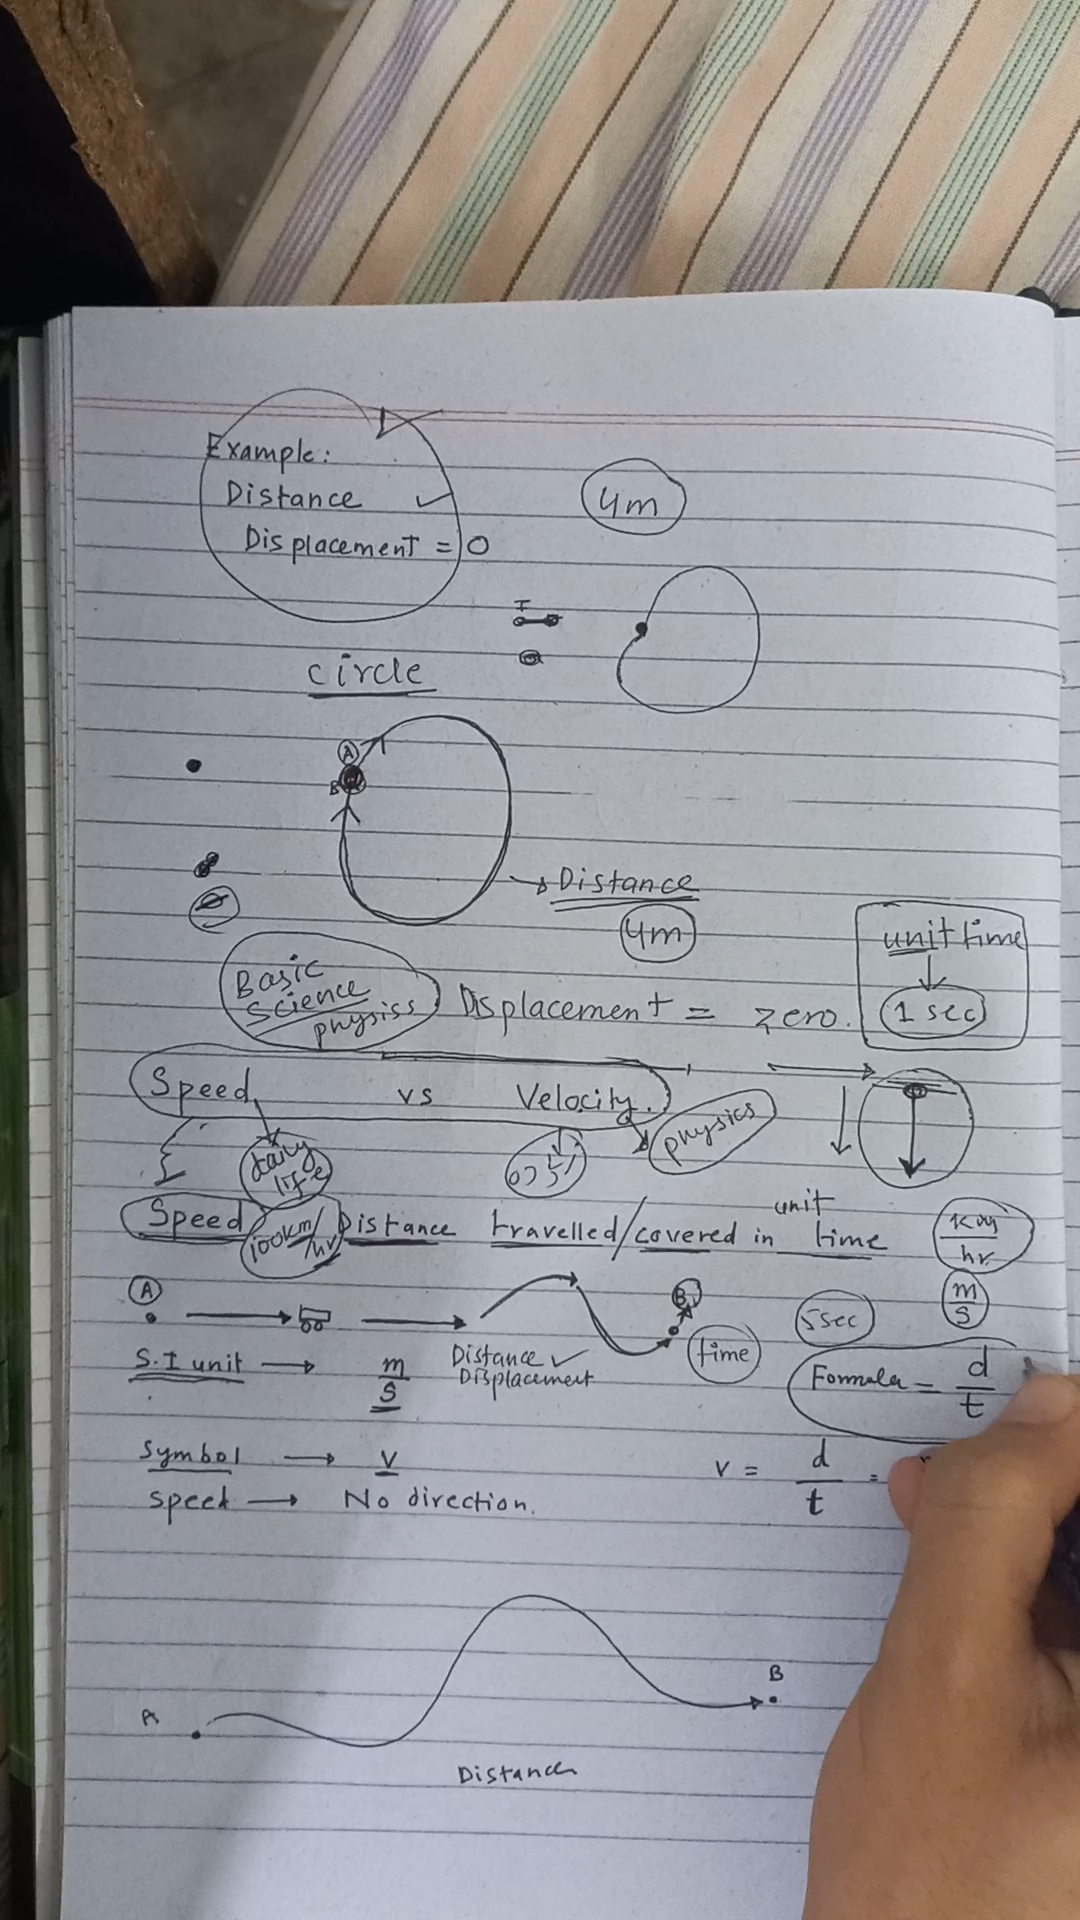 Example:
Distance
Displacement = 0
4m
I
circle
A
B
Distance
4m
unit time
1 sec
Basic
Science
physiss
Displacement = zero.
Speed vs Velocity.
physics
daily
life
unit
Speed Distance travelled/covered in time
100km/
hr
km
hr
m
s
A
B
5sec
time
S.I unit → m
s
Distance ✓
Displacement
Formula = d
t
Symbol → v
v = d
t
=
Speed → No direction.
A
B
Distance